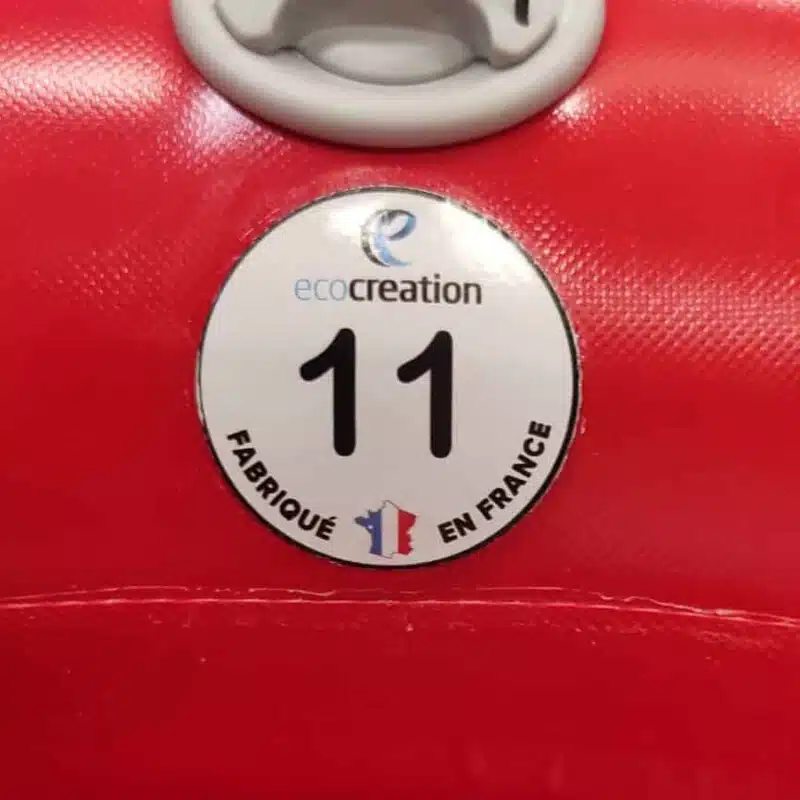 ecocreation
11
FABRIQUÉ EN FRANCE